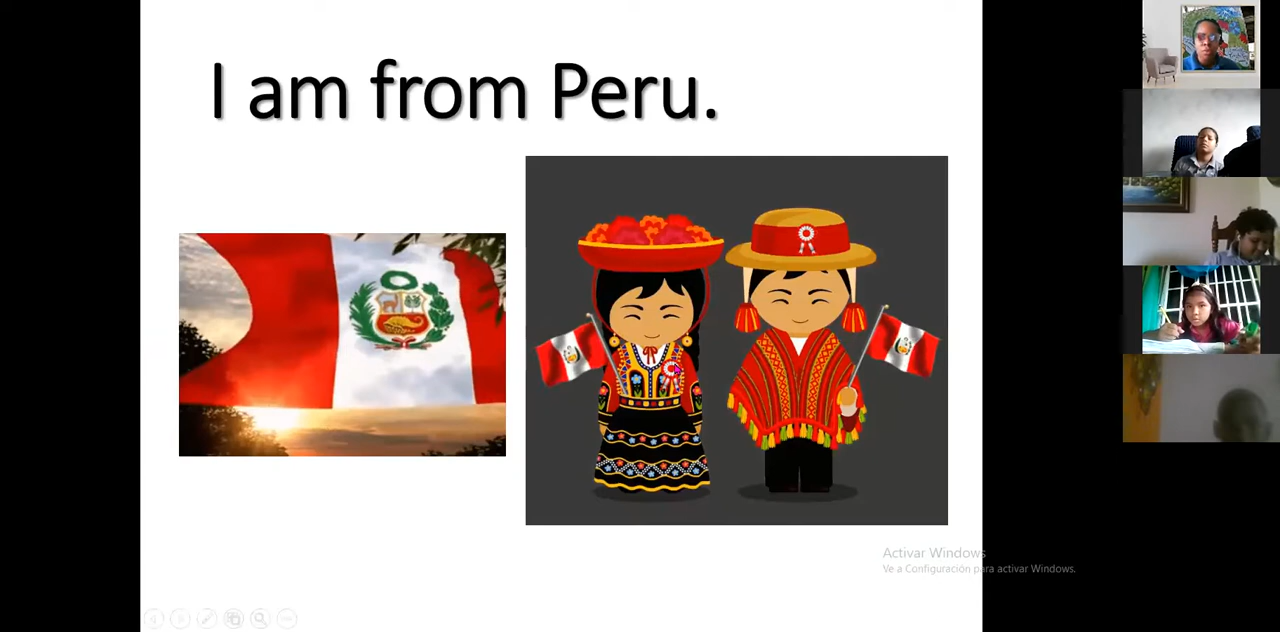 I am from Peru.
Activar Windows
Ve a Configuración para activar Windows.